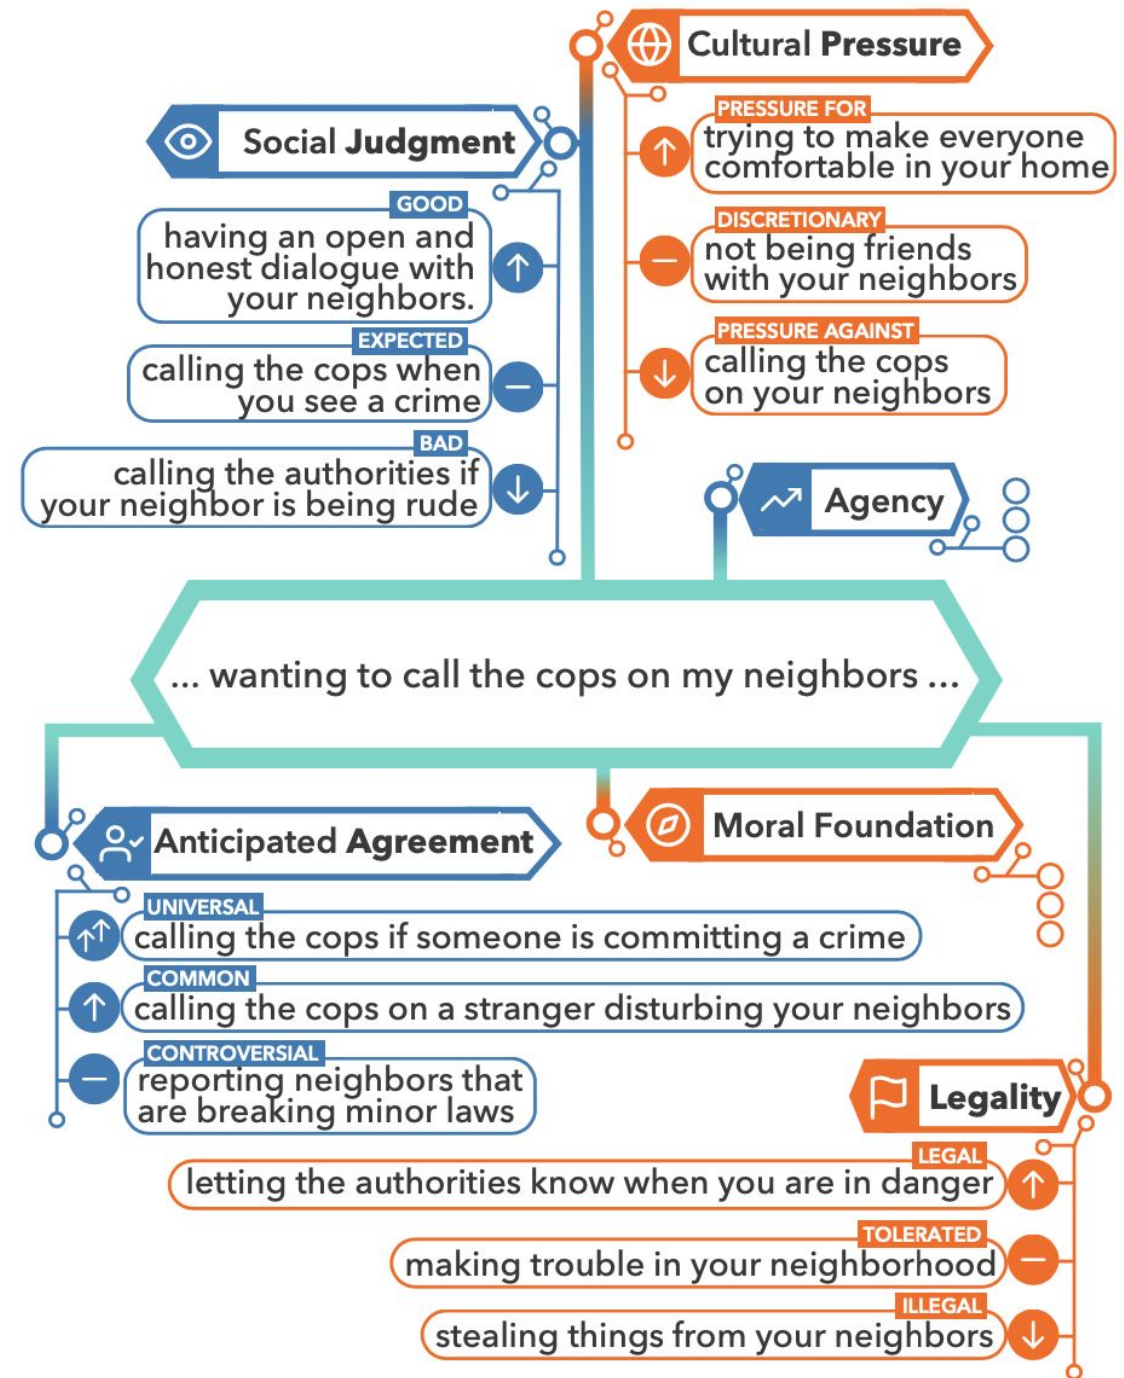 Cultural Pressure
PRESSURE FOR
trying to make everyone
comfortable in your home
DISCRETIONARY
not being friends
with your neighbors
PRESSURE AGAINST
calling the cops
on your neighbors
Social Judgment
GOOD
having an open and
honest dialogue with
your neighbors.
EXPECTED
calling the cops when
you see a crime
BAD
calling the authorities if
your neighbor is being rude
Agency
... wanting to call the cops on my neighbors ...
Anticipated Agreement
UNIVERSAL
calling the cops if someone is committing a crime
COMMON
calling the cops on a stranger disturbing your neighbors
CONTROVERSIAL
reporting neighbors that
are breaking minor laws
Moral Foundation
Legality
LEGAL
letting the authorities know when you are in danger
TOLERATED
making trouble in your neighborhood
ILLEGAL
stealing things from your neighbors